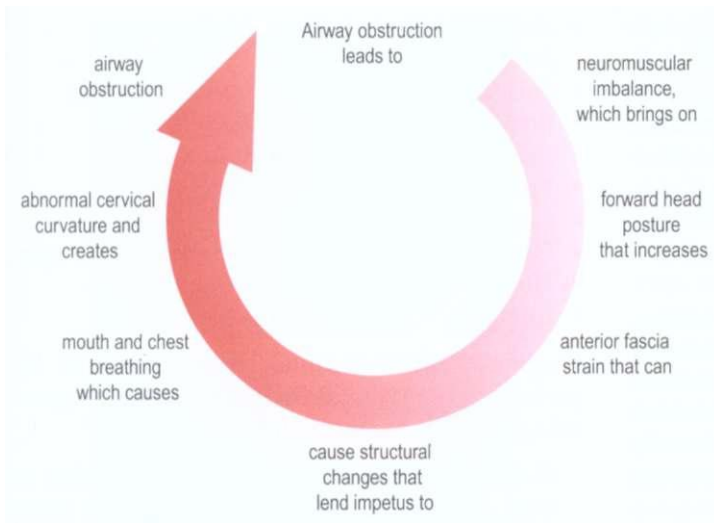 Airway obstruction
leads to
neuromuscular
imbalance,
which brings on
forward head
posture
that increases
anterior fascia
strain that can
cause structural
changes that
lend impetus to
mouth and chest
breathing
which causes
abnormal cervical
curvature and
creates
airway
obstruction